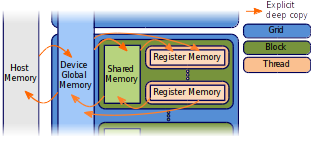 Explicit
deep copy
Grid
Block
Thread
Host
Memory
Device
Global
Memory
Shared
Memory
Register Memory
Register Memory